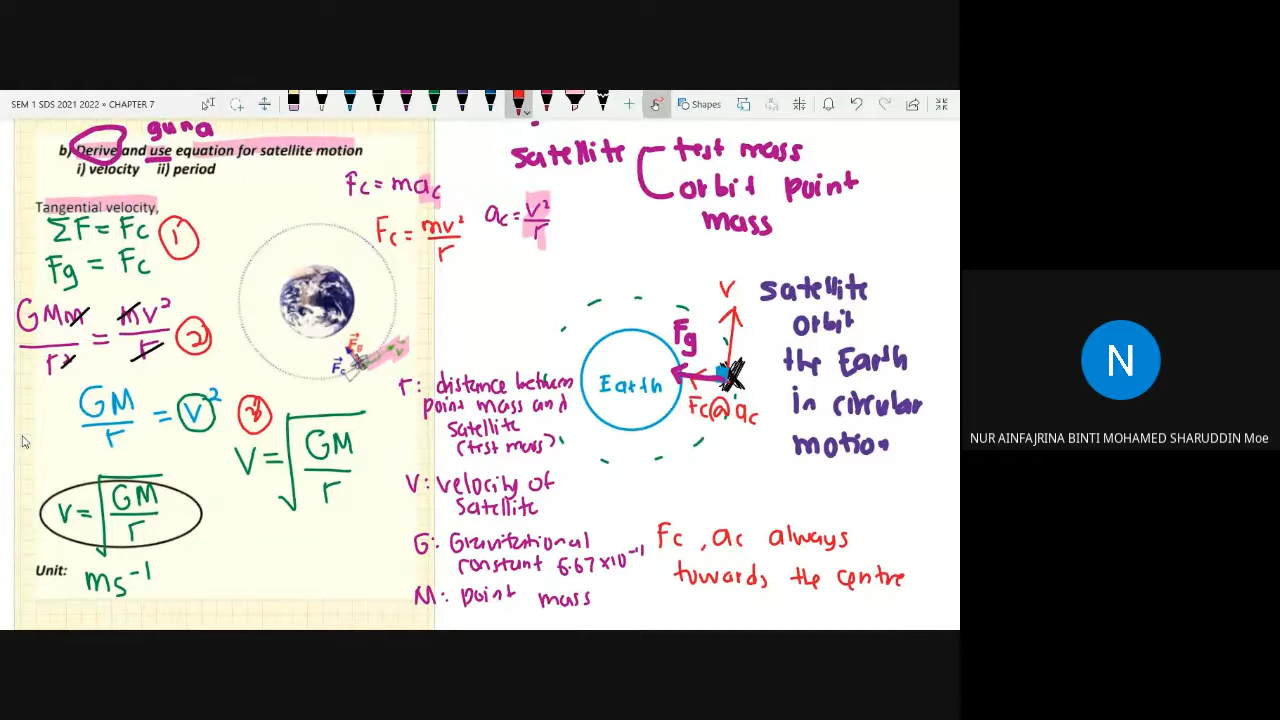 SEM 1 SDS 2021 2022 » CHAPTER 7
Shapes
guna
b) Derive and use equation for satellite motion
i) velocity ii) period
Tangential velocity,
ΣF = Fc ①
Fg = Fc
GMm/r² = mv²/r ②
GM/r = v² ③
v = √(GM/r)
v = √(GM/r)
Unit: ms⁻¹
Fc = mac
Fc = mv²/r
ac = v²/r
Fg
Fc
v
satellite
test mass
orbit point
mass
v
Fg
Earth
Fc@ac
satellite
orbit
the Earth
in circular
motion
r: distance between
point mass and
satellite
(test mass)
V: velocity of
satellite
G: Gravitational
constant 6.67×10⁻¹¹
M: point mass
Fc, ac always
towards the centre
N
NUR AINFAJRINA BINTI MOHAMED SHARUDDIN Moe